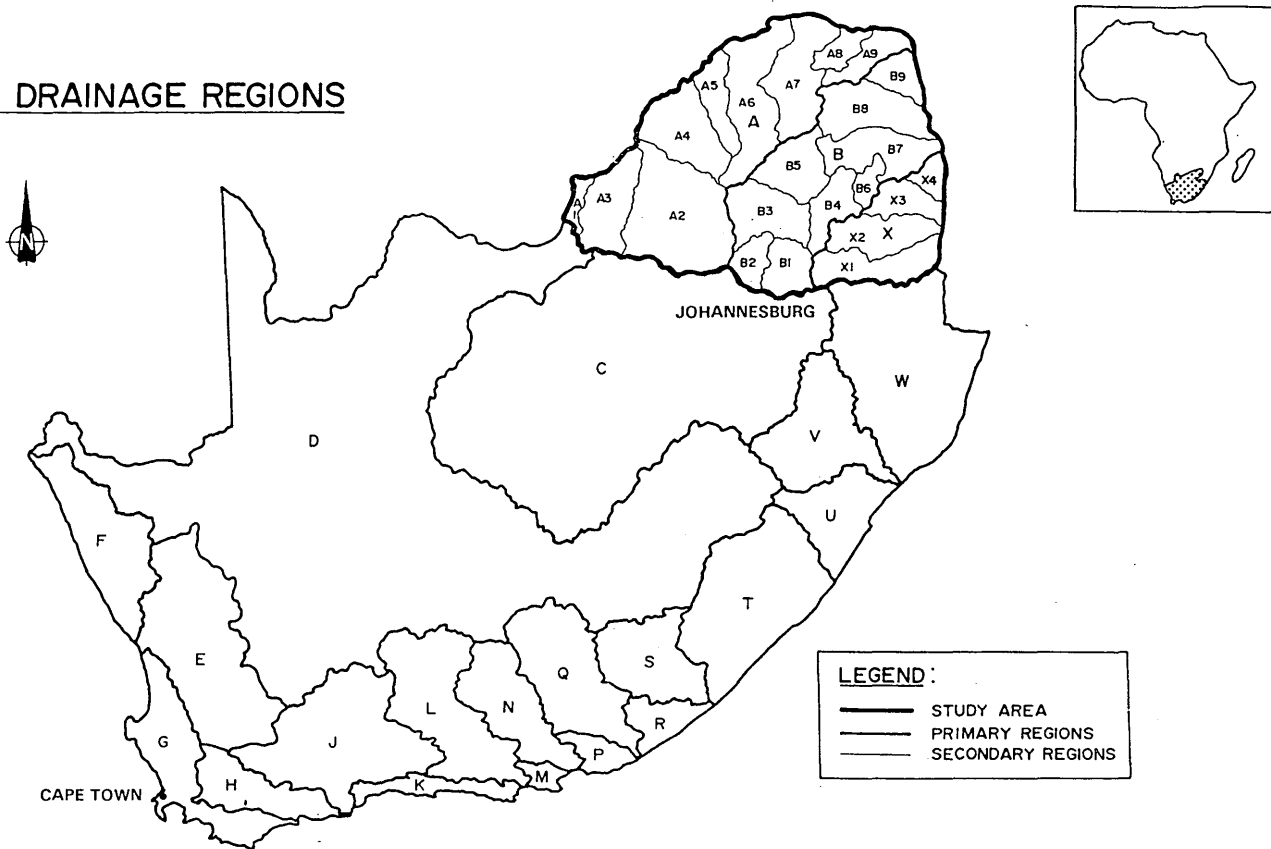 DRAINAGE REGIONS
N
A8
A9
A5
A7
B9
A6
A
B8
A4
B5
B
B7
A1
A3
A2
B3
B4
B6
X4
X3
X2
X
B2
B1
X1
JOHANNESBURG
C
W
D
V
F
U
T
E
S
Q
L
N
R
G
J
P
H
K
M
CAPE TOWN
LEGEND:
STUDY AREA
PRIMARY REGIONS
SECONDARY REGIONS